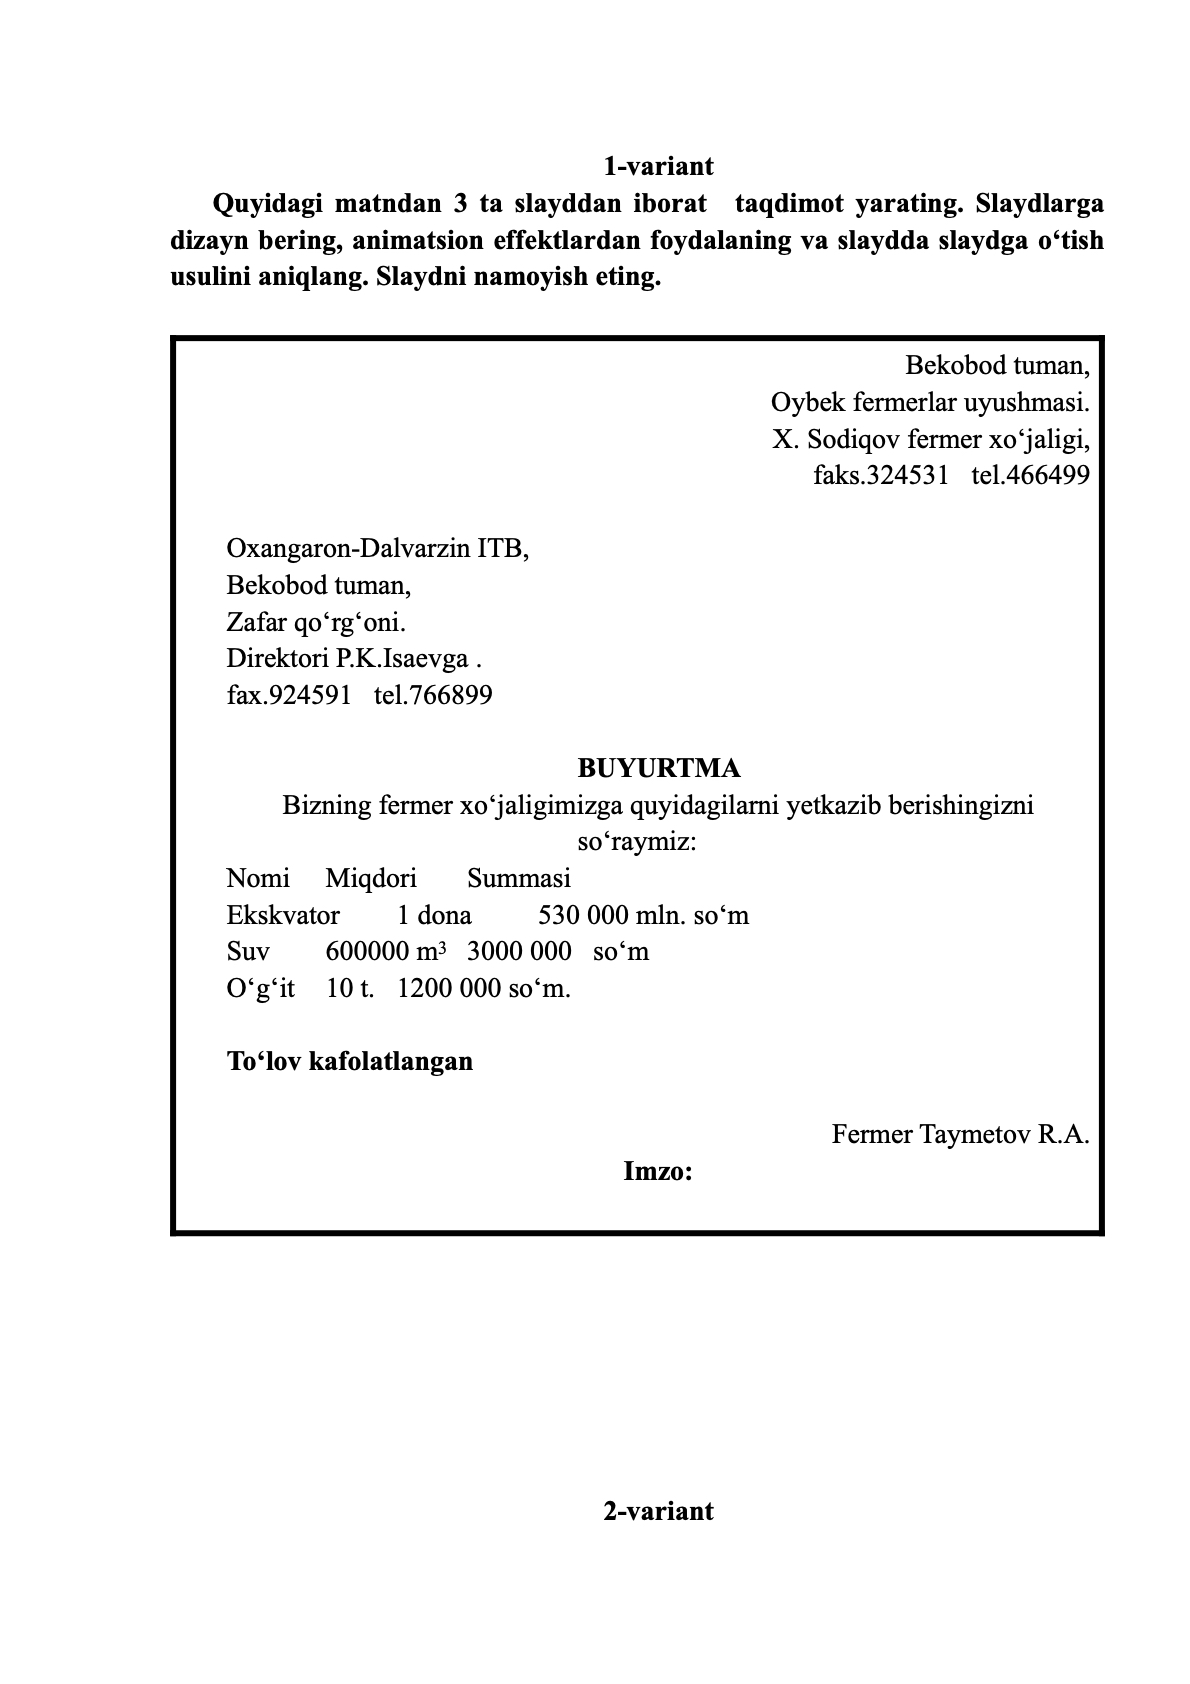 1-variant
Quyidagi matndan 3 ta slayddan iborat taqdimot yarating. Slaydlarga
dizayn bering, animatsion effektlardan foydalaning va slaydda slaydga o‘tish
usulini aniqlang. Slaydni namoyish eting.
Bekobod tuman,
Oybek fermerlar uyushmasi.
X. Sodiqov fermer xo‘jaligi,
faks.324531 tel.466499
Oxangaron-Dalvarzin ITB,
Bekobod tuman,
Zafar qo‘rg‘oni.
Direktori P.K.Isaevga .
fax.924591 tel.766899
BUYURTMA
Bizning fermer xo‘jaligimizga quyidagilarni yetkazib berishingizni
so‘raymiz:
Nomi Miqdori Summasi
Ekskvator 1 dona 530 000 mln. so‘m
Suv 600000 m³ 3000 000 so‘m
O‘g‘it 10 t. 1200 000 so‘m.
To‘lov kafolatlangan
Fermer Taymetov R.A.
Imzo:
2-variant